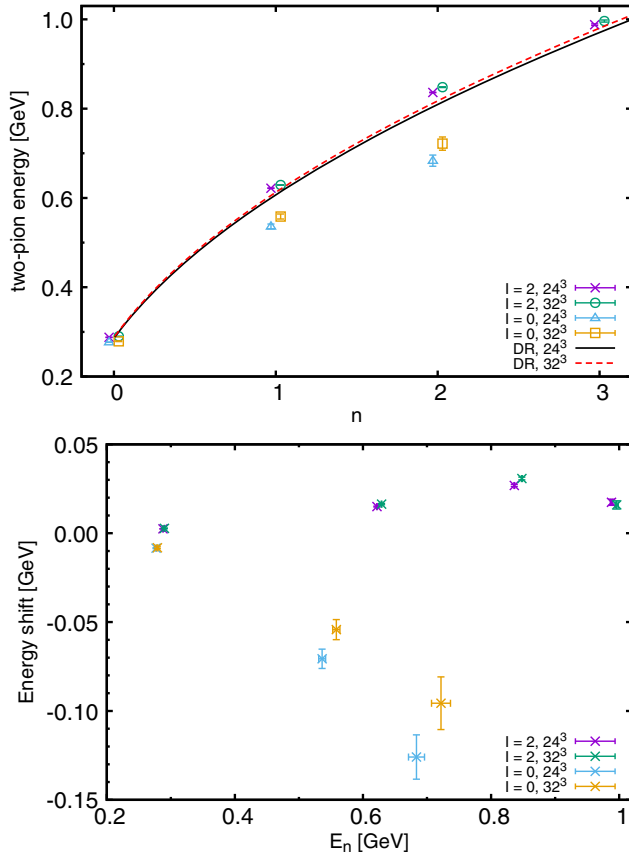 1.0
0.8
0.6
0.4
0.2
two-pion energy [GeV]
I = 2, 24³
I = 2, 32³
I = 0, 24³
I = 0, 32³
DR, 24³
DR, 32³
0 1 2 3
n
0.05
0.00
-0.05
-0.10
-0.15
Energy shift [GeV]
I = 2, 24³
I = 2, 32³
I = 0, 24³
I = 0, 32³
0.2 0.4 0.6 0.8 1
Eₙ [GeV]